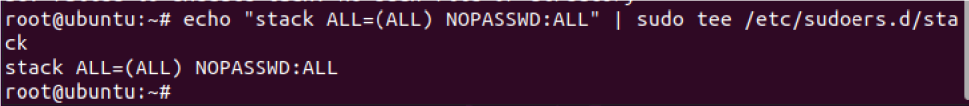 root@ubuntu:~# echo "stack ALL=(ALL) NOPASSWD:ALL" | sudo tee /etc/sudoers.d/sta
ck
stack ALL=(ALL) NOPASSWD:ALL
root@ubuntu:~#